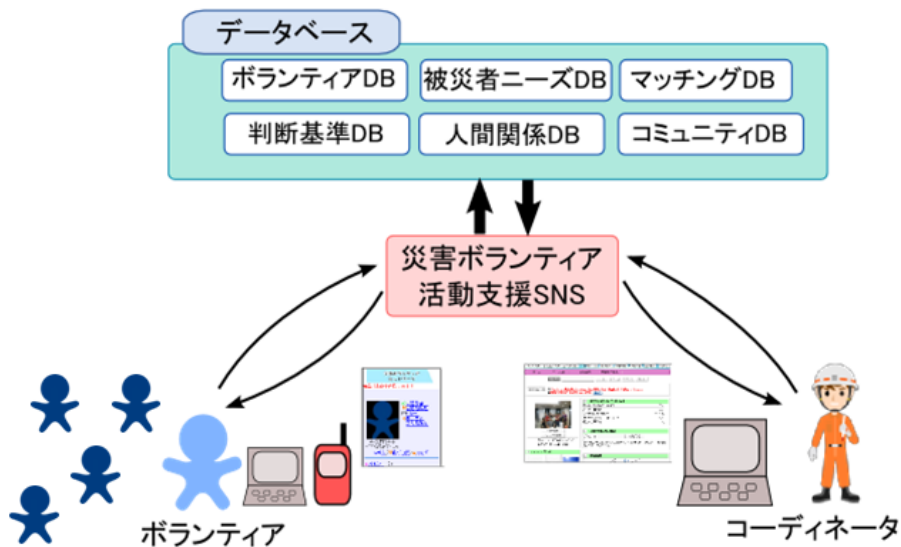 データベース
ボランティアDB
被災者ニーズDB
マッチングDB
判断基準DB
人間関係DB
コミュニティDB
災害ボランティア
活動支援SNS
ボランティア
コーディネータ